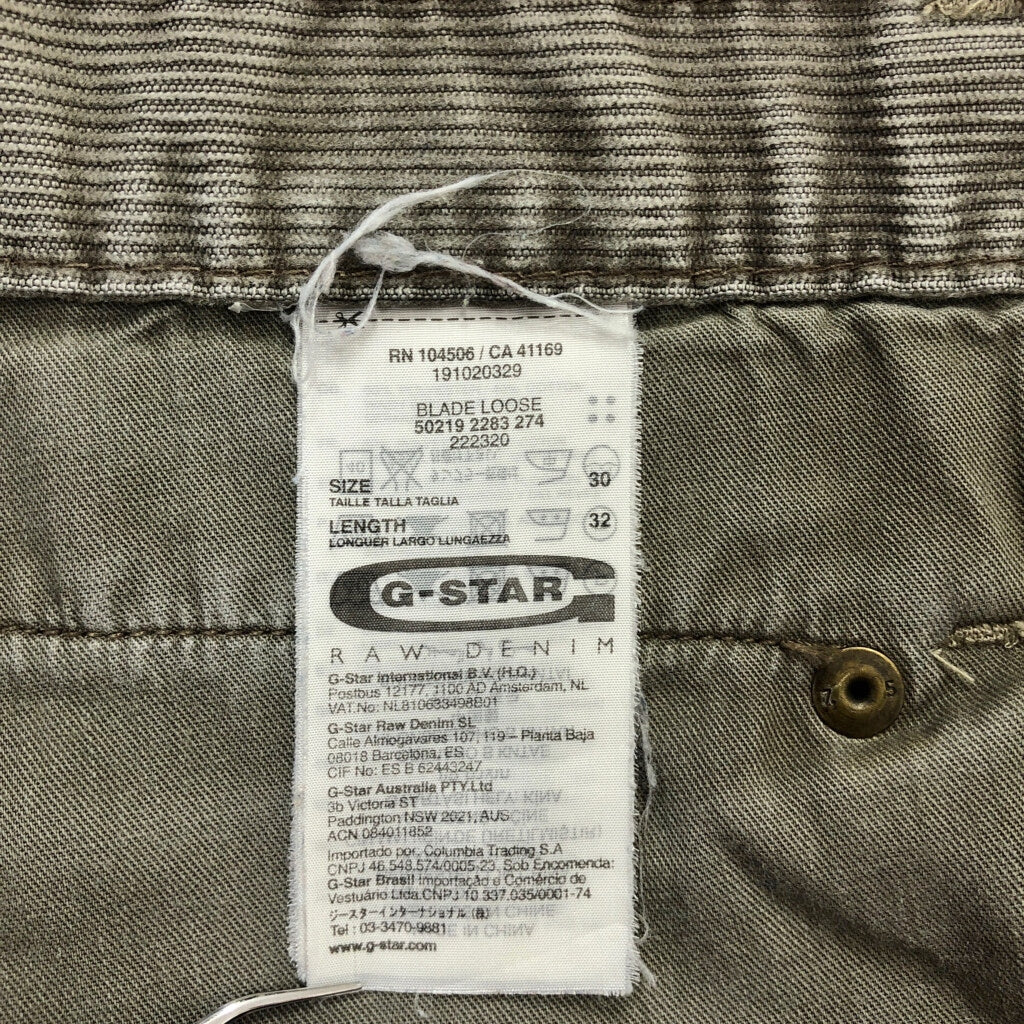 RN 104506 / CA 41169
191020329
BLADE LOOSE
50219 2283 274
222320
SIZE 30
TAILLE TALLA TAGLIA
LENGTH 32
LONGUER LARGO LUNGAEZZA
G-STAR
RAW DENIM
G-Star International B.V. (H.Q.)
Postbus 12177, 1100 AD Amsterdam, NL
VAT.No: NL810633498B01
G-Star Raw Denim SL
Calle Almogavares 107, 119 – Planta Baja
08018 Barcelona, ES
CIF No: ES B 62443247
G-Star Australia PTY.Ltd
3b Victoria ST
Paddington NSW 2021, AUS
ACN 084011852
Importado por. Columbia Trading S.A
CNPJ 46.548.574/0005-23. Sob Encomenda:
G-Star Brasil Importação e Comércio de
Vestuário Ltda.CNPJ 10.337.035/0001-74
ジースターインターナショナル (株)
Tel : 03-3470-9881
www.g-star.com
7 5